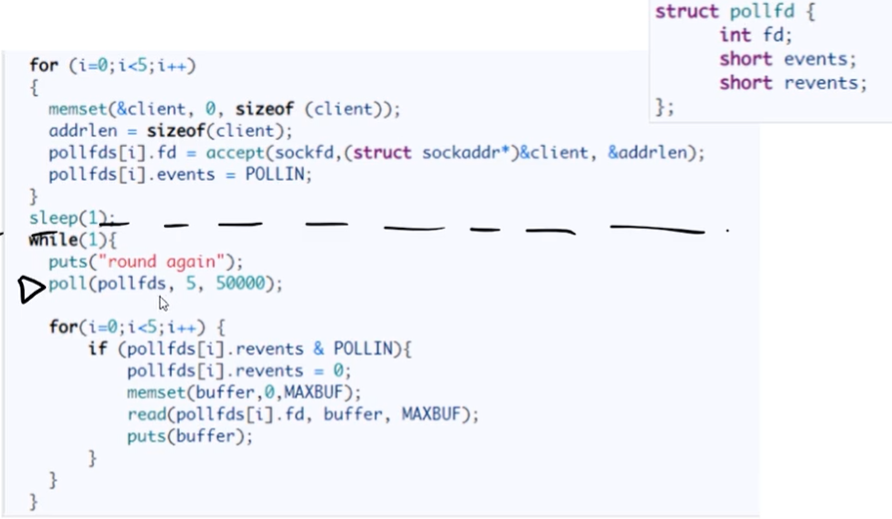 struct pollfd {
int fd;
short events;
short revents;
};
for (i=0;i<5;i++)
{
memset(&client, 0, sizeof (client));
addrlen = sizeof(client);
pollfds[i].fd = accept(sockfd,(struct sockaddr*)&client, &addrlen);
pollfds[i].events = POLLIN;
}
sleep(1);
while(1){
puts("round again");
poll(pollfds, 5, 50000);
for(i=0;i<5;i++) {
if (pollfds[i].revents & POLLIN){
pollfds[i].revents = 0;
memset(buffer,0,MAXBUF);
read(pollfds[i].fd, buffer, MAXBUF);
puts(buffer);
}
}
}